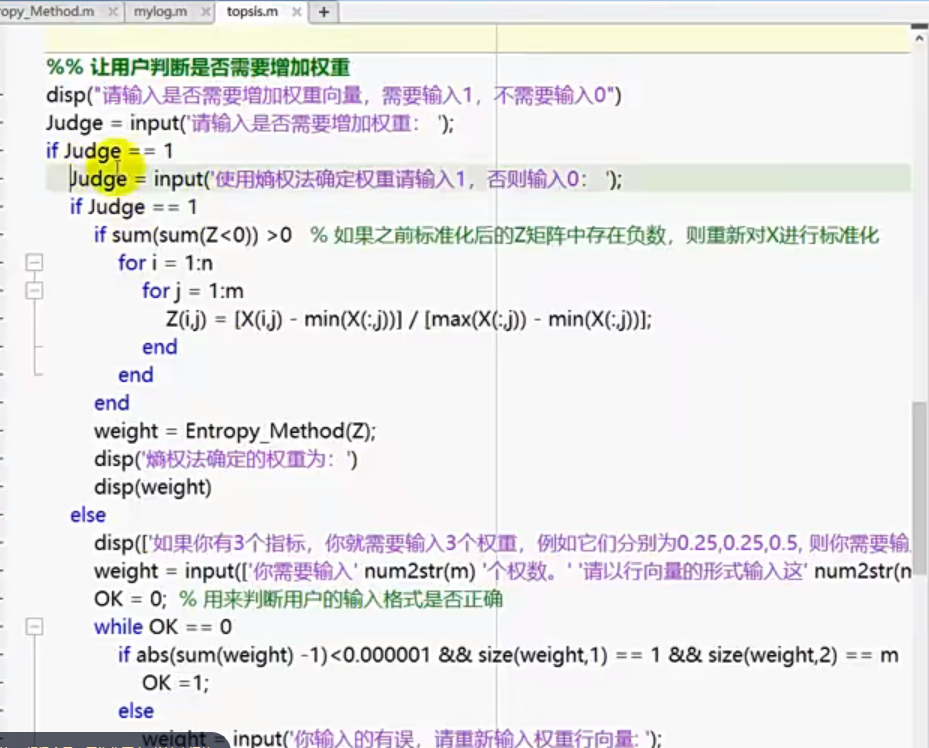 opy_Method.m × mylog.m × topsis.m × +
%% 让用户判断是否需要增加权重
disp("请输入是否需要增加权重向量，需要输入1，不需要输入0")
Judge = input('请输入是否需要增加权重： ');
if Judge == 1
Judge = input('使用熵权法确定权重请输入1，否则输入0： ');
if Judge == 1
if sum(sum(Z<0)) >0 % 如果之前标准化后的Z矩阵中存在负数，则重新对X进行标准化
for i = 1:n
for j = 1:m
Z(i,j) = [X(i,j) - min(X(:,j))] / [max(X(:,j)) - min(X(:,j))];
end
end
end
weight = Entropy_Method(Z);
disp('熵权法确定的权重为：')
disp(weight)
else
disp(['如果你有3个指标，你就需要输入3个权重，例如它们分别为0.25,0.25,0.5, 则你需要输
weight = input(['你需要输入' num2str(m) '个权数。' '请以行向量的形式输入这' num2str(n
OK = 0; % 用来判断用户的输入格式是否正确
while OK == 0
if abs(sum(weight) -1)<0.000001 && size(weight,1) == 1 && size(weight,2) == m
OK =1;
else
weight = input('你输入的有误，请重新输入权重行向量: ');